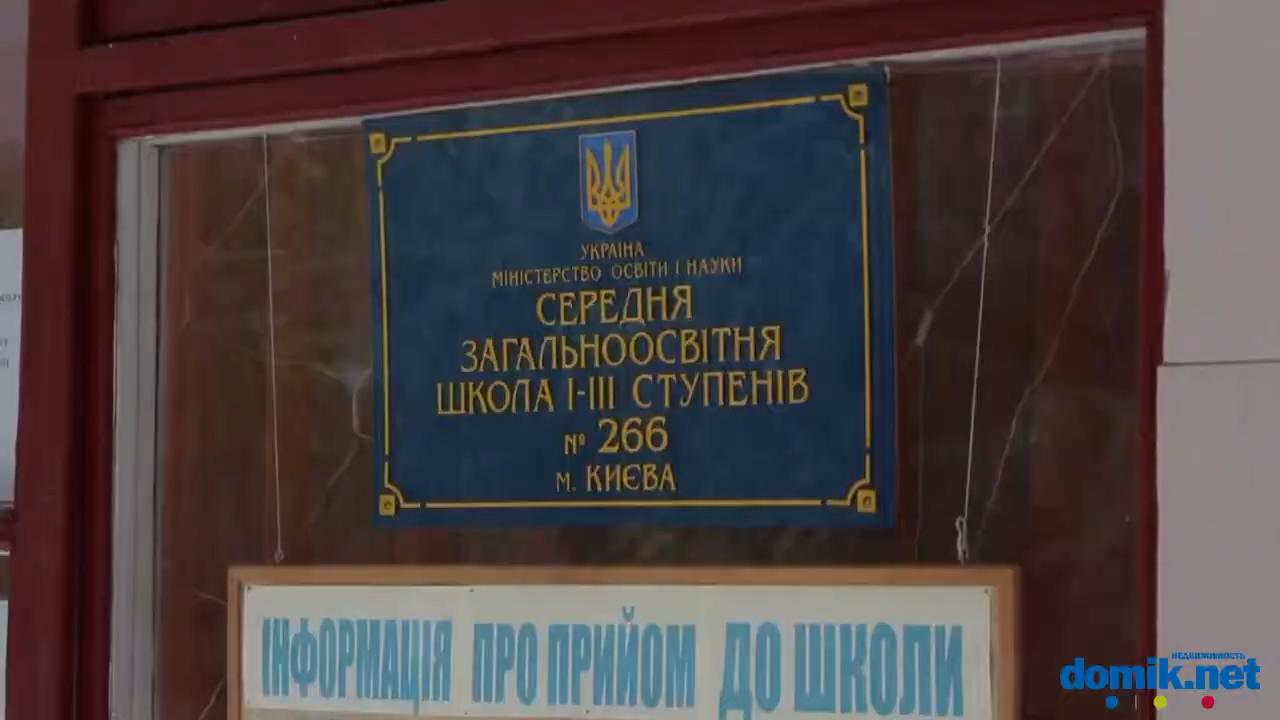 УКРАЇНА
МІНІСТЕРСТВО ОСВІТИ І НАУКИ
СЕРЕДНЯ
ЗАГАЛЬНООСВІТНЯ
ШКОЛА І-ІІІ СТУПЕНІВ
№ 266
м. КИЄВА
ІНФОРМАЦІЯ ПРО ПРИЙОМ ДО ШКОЛИ
НЕДВИЖИМОСТЬ
domik.net